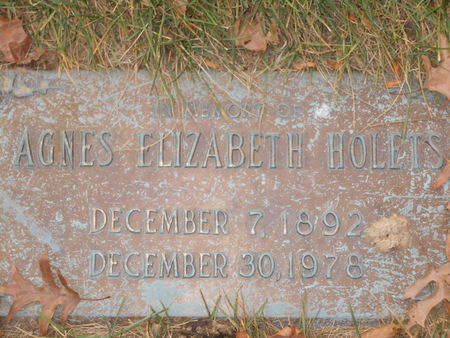 IN MEMORY OF
AGNES ELIZABETH HOLETS
DECEMBER 7, 1892
DECEMBER 30, 1978